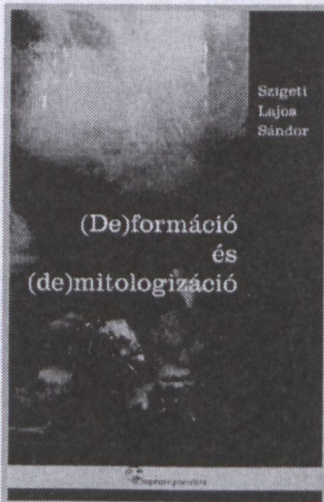 Szigeti
Lajos
Sándor
(De)formáció
és
(de)mitologizáció